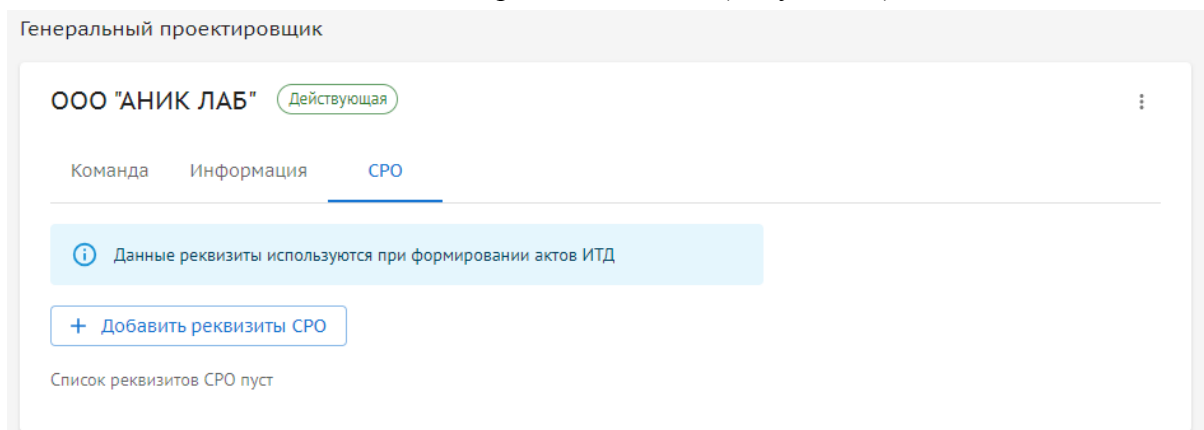 Генеральный проектировщик
ООО "АНИК ЛАБ" Действующая
Команда Информация СРО
Данные реквизиты используются при формировании актов ИТД
+ Добавить реквизиты СРО
Список реквизитов СРО пуст